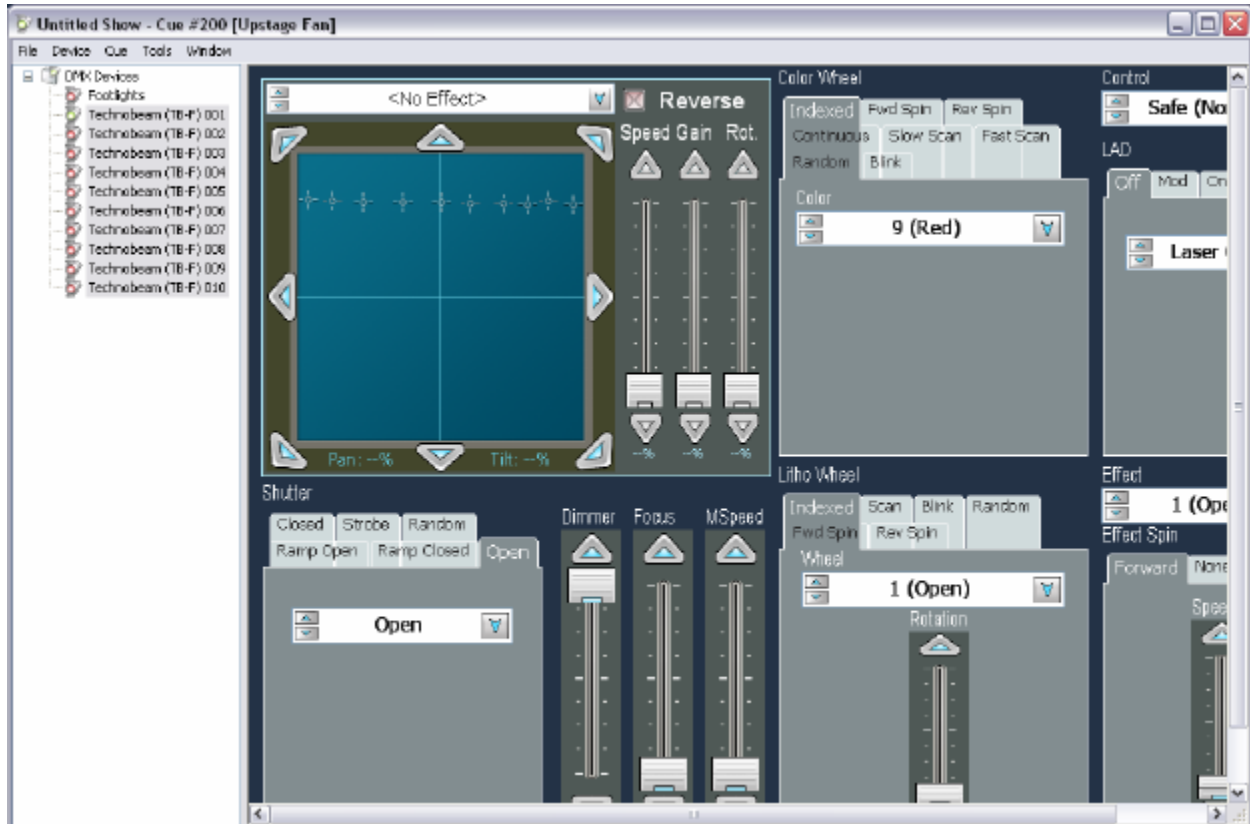 Untitled Show - Cue #200 [Upstage Fan]
File Device Cue Tools Window
DMX Devices
Footlights
Technobeam (TB-F) 001
Technobeam (TB-F) 002
Technobeam (TB-F) 003
Technobeam (TB-F) 004
Technobeam (TB-F) 005
Technobeam (TB-F) 006
Technobeam (TB-F) 007
Technobeam (TB-F) 008
Technobeam (TB-F) 009
Technobeam (TB-F) 010
<No Effect>
Reverse
Speed Gain Rot.
Pan: --% Tilt: --%
--% --% --%
Color Wheel
Indexed Fwd Spin Rev Spin
Continuous Slow Scan Fast Scan
Random Blink
Color
9 (Red)
Control
Safe (No
LAD
Off Mod On
Laser
Shutter
Closed Strobe Random
Ramp Open Ramp Closed Open
Open
Dimmer Focus MSpeed
Litho Wheel
Indexed Scan Blink Random
Fwd Spin Rev Spin
Wheel
1 (Open)
Rotation
Effect
1 (Ope
Effect Spin
Forward None
Spee